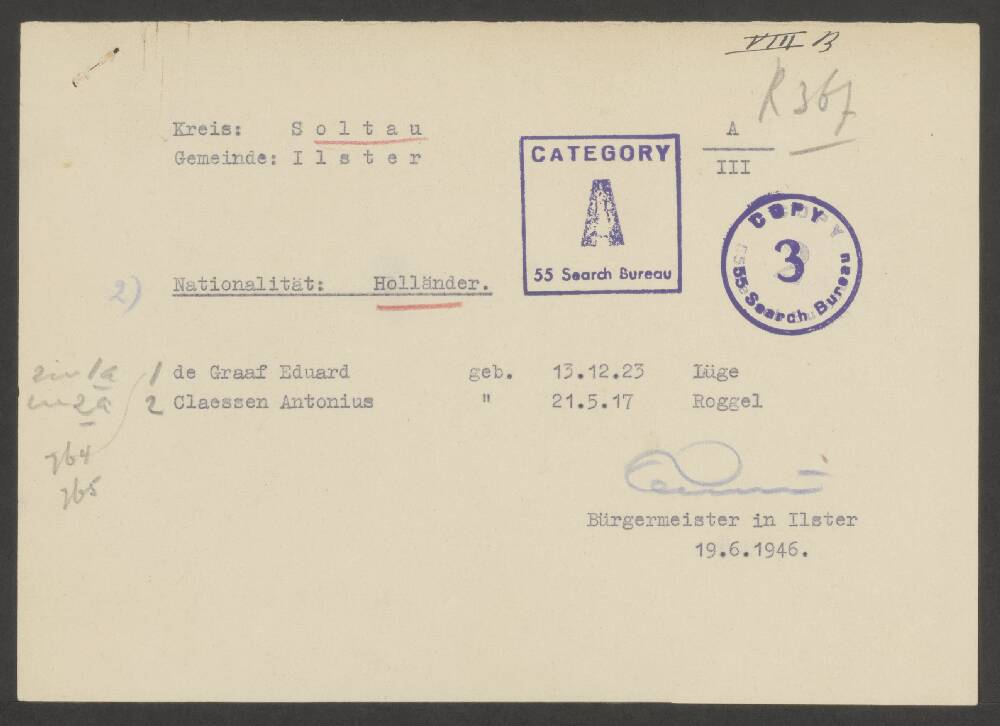 VIII B
R 367
Kreis: Soltau
Gemeinde: Ilster
A
III
CATEGORY
A
55 Search Bureau
COPY
3
55 Search Bureau
2) Nationalität: Holländer.
1 de Graaf Eduard geb. 13.12.23 Lüge
2 Claessen Antonius " 21.5.17 Roggel
764
765
Bürgermeister in Ilster
19.6.1946.